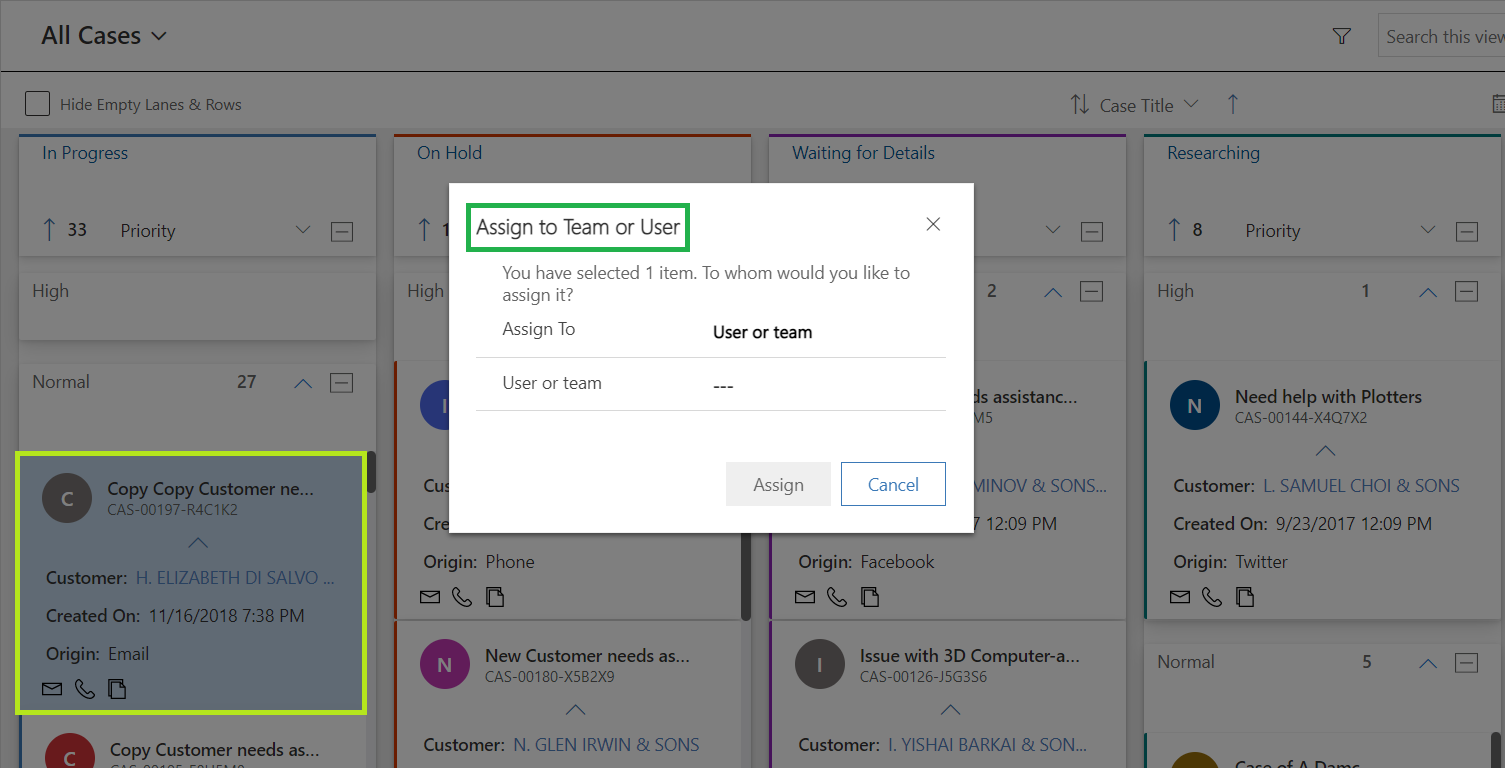 All Cases
Search this view
Hide Empty Lanes & Rows
Case Title
In Progress
33 Priority
High
Normal 27
C
Copy Copy Customer ne...
CAS-00197-R4C1K2
Customer: H. ELIZABETH DI SALVO ...
Created On: 11/16/2018 7:38 PM
Origin: Email
C
Copy Customer needs as...
On Hold
High
I
Origin: Phone
N
New Customer needs as...
CAS-00180-X5B2X9
Customer: N. GLEN IRWIN & SONS
Assign to Team or User
You have selected 1 item. To whom would you like to
assign it?
Assign To User or team
User or team ---
Assign Cancel
Waiting for Details
2
ds assistanc...
M5
MINOV & SONS...
7 12:09 PM
Origin: Facebook
I
Issue with 3D Computer-a...
CAS-00126-J5G3S6
Customer: I. YISHAI BARKAI & SON...
Researching
8 Priority
High 1
N
Need help with Plotters
CAS-00144-X4Q7X2
Customer: L. SAMUEL CHOI & SONS
Created On: 9/23/2017 12:09 PM
Origin: Twitter
Normal 5
Case of A Damc